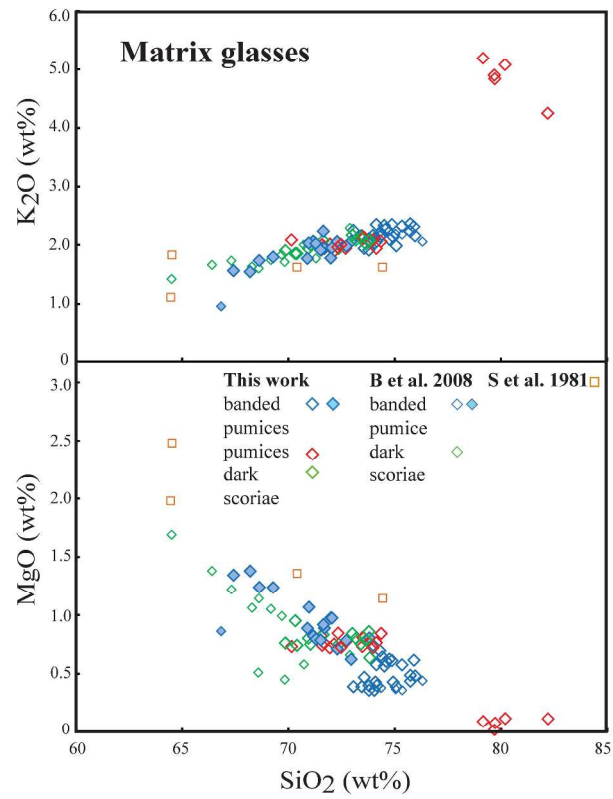 Matrix glasses
K2O (wt%)
6.0
5.0
4.0
3.0
2.0
1.0
0
This work B et al. 2008 S et al. 1981
banded banded
pumices pumice
pumices dark
dark scoriae
scoriae
MgO (wt%)
3.0
2.5
2.0
1.5
1.0
0.5
0
60 65 70 75 80 85
SiO2 (wt%)